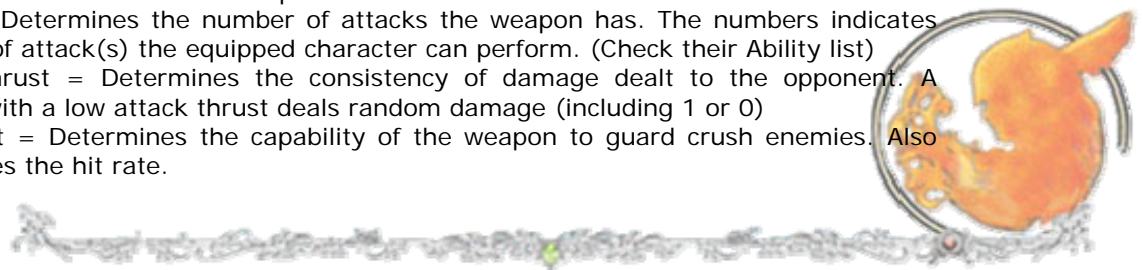 Determines the number of attacks the weapon has. The numbers indicates
of attack(s) the equipped character can perform. (Check their Ability list)
rust = Determines the consistency of damage dealt to the opponent. A
with a low attack thrust deals random damage (including 1 or 0)
t = Determines the capability of the weapon to guard crush enemies. Also
es the hit rate.